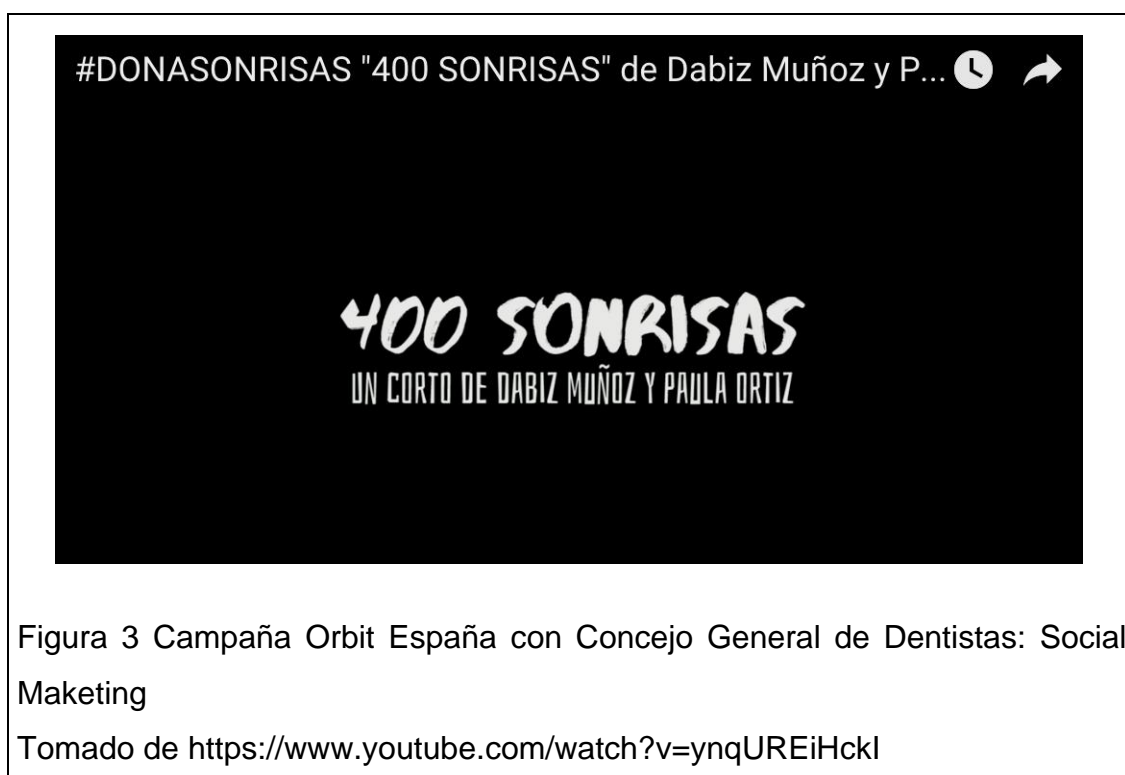 #DONASONRISAS "400 SONRISAS" de Dabiz Muñoz y P...
400 SONRISAS
UN CORTO DE DABIZ MUÑOZ Y PAULA ORTIZ
Figura 3 Campaña Orbit España con Concejo General de Dentistas: Social
Maketing
Tomado de https://www.youtube.com/watch?v=ynqUREiHckI